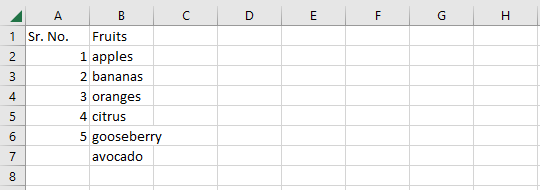 A B C D E F G H
1 Sr. No. Fruits
2 1 apples
3 2 bananas
4 3 oranges
5 4 citrus
6 5 gooseberry
7 avocado
8